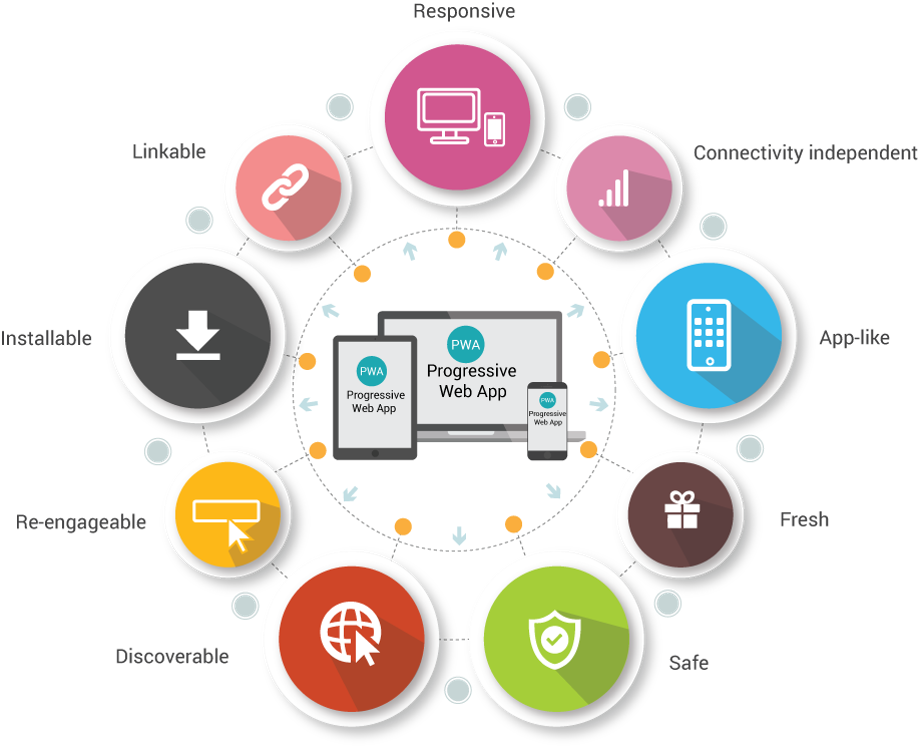 Responsive
Linkable
Connectivity independent
Installable
App-like
PWA
Progressive
Web App
PWA
Progressive
Web App
PWA
Progressive
Web App
Re-engageable
Fresh
Discoverable
Safe